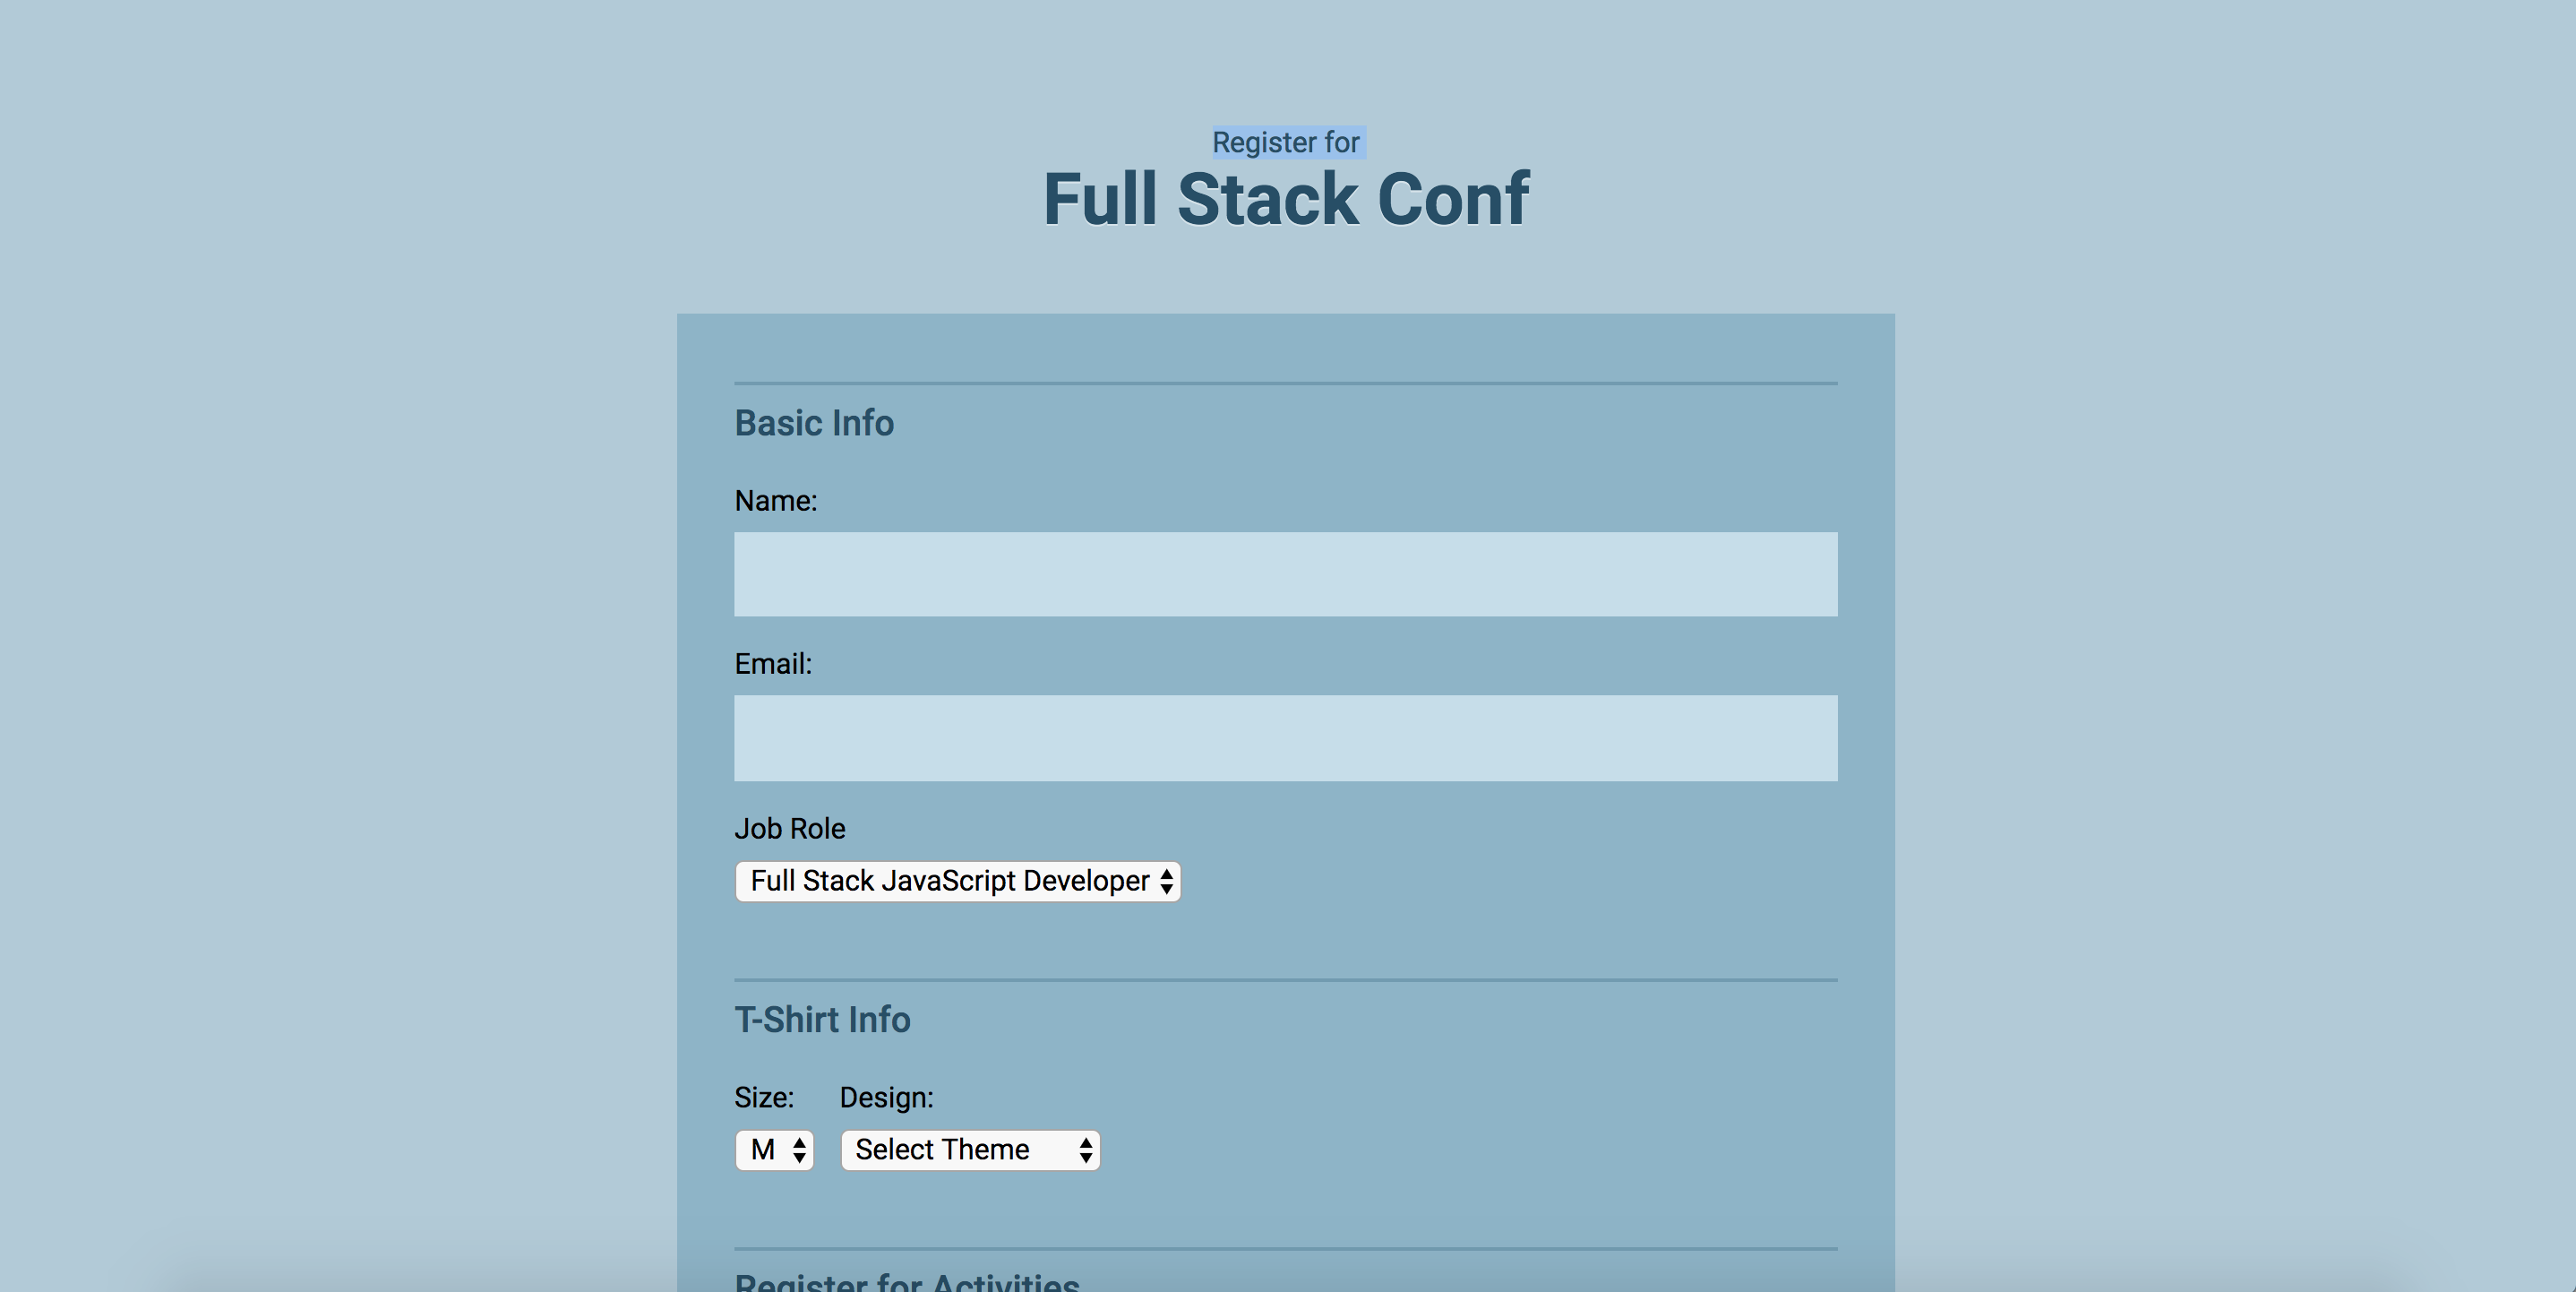 Register for
Full Stack Conf
Basic Info
Name:
Email:
Job Role
Full Stack JavaScript Developer
T-Shirt Info
Size: Design:
M Select Theme
Register for Activities